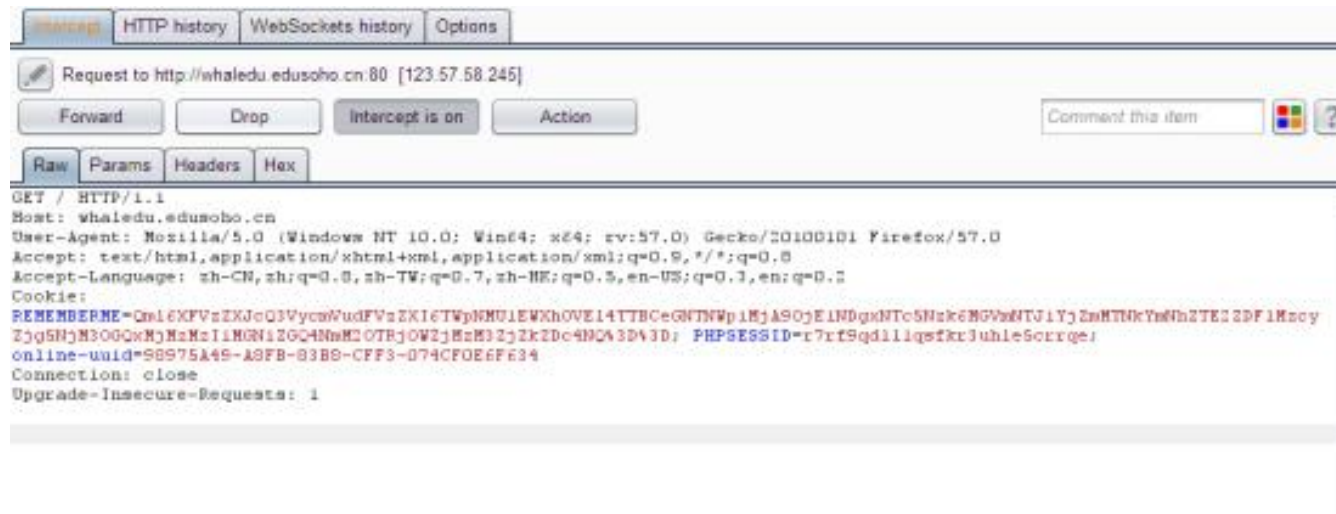 Intercept HTTP history WebSockets history Options
Request to http://whaledu.edusoho.cn:80 [123.57.58.245]
Forward Drop Intercept is on Action Comment this item ?
Raw Params Headers Hex
GET / HTTP/1.1
Host: whaledu.edusoho.cn
User-Agent: Mozilla/5.0 (Windows NT 10.0; Win64; x64; rv:57.0) Gecko/20100101 Firefox/57.0
Accept: text/html,application/xhtml+xml,application/xml;q=0.9,*/*;q=0.8
Accept-Language: zh-CN,zh;q=0.8,zh-TW;q=0.7,zh-HK;q=0.5,en-US;q=0.3,en;q=0.2
Cookie:
PHPSESSID=r7rf9qdl1lqsfkr3uhle5crrqe;
online-uuid=98975A49-A8FB-83B8-CFF3-074CF0E6F634
Connection: close
Upgrade-Insecure-Requests: 1